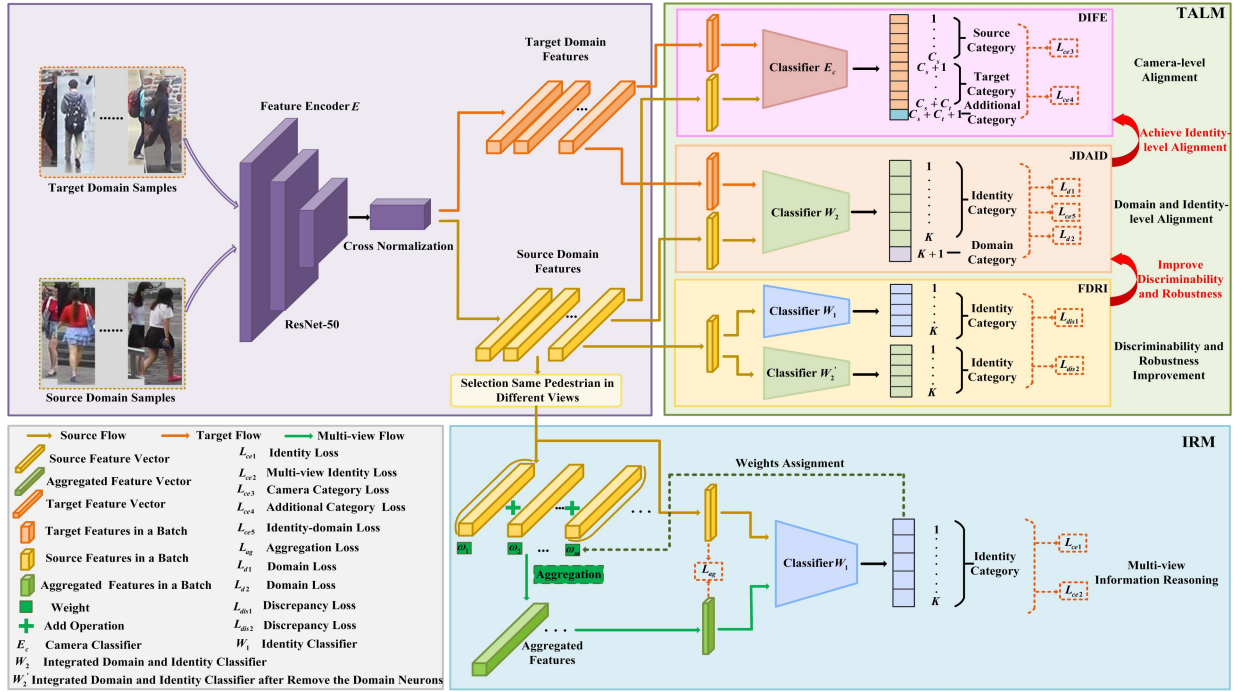 TALM
DIFE
Target Domain
Features
Feature Encoder E
Target Domain Samples
Cross Normalization
Source Domain
Features
ResNet-50
Source Domain Samples
Selection Same Pedestrian in
Different Views
Classifier E_c
1
C_s
C_s + 1
C_s + C_t
C_s + C_t + 1
Source
Category
Target
Category
Additional
Category
L_ce3
L_ce4
Camera-level
Alignment
Achieve Identity-
level Alignment
JDAID
Classifier W_2
1
K
K + 1
Identity
Category
Domain
Category
L_d1
L_ce5
L_d2
Domain and Identity-
level Alignment
Improve
Discriminability
and Robustness
FDRI
Classifier W_1
1
K
Identity
Category
L_dis1
Classifier W_2'
1
K
Identity
Category
L_dis2
Discriminability and
Robustness
Improvement
Source Flow
Target Flow
Multi-view Flow
Source Feature Vector
Aggregated Feature Vector
Target Feature Vector
Target Features in a Batch
Source Features in a Batch
Aggregated Features in a Batch
Weight
Add Operation
E_c Camera Classifier
L_ce1 Identity Loss
L_ce2 Multi-view Identity Loss
L_ce3 Camera Category Loss
L_ce4 Additional Category Loss
L_ce5 Identity-domain Loss
L_ag Aggregation Loss
L_d1 Domain Loss
L_d2 Domain Loss
L_dis1 Discrepancy Loss
L_dis2 Discrepancy Loss
W_1 Identity Classifier
W_2 Integrated Domain and Identity Classifier
W_2' Integrated Domain and Identity Classifier after Remove the Domain Neurons
IRM
Weights Assignment
ω_1
ω_2
...
ω_m
Aggregation
Aggregated
Features
L_ag
Classifier W_1
1
K
Identity
Category
L_ce1
L_ce2
Multi-view
Information Reasoning